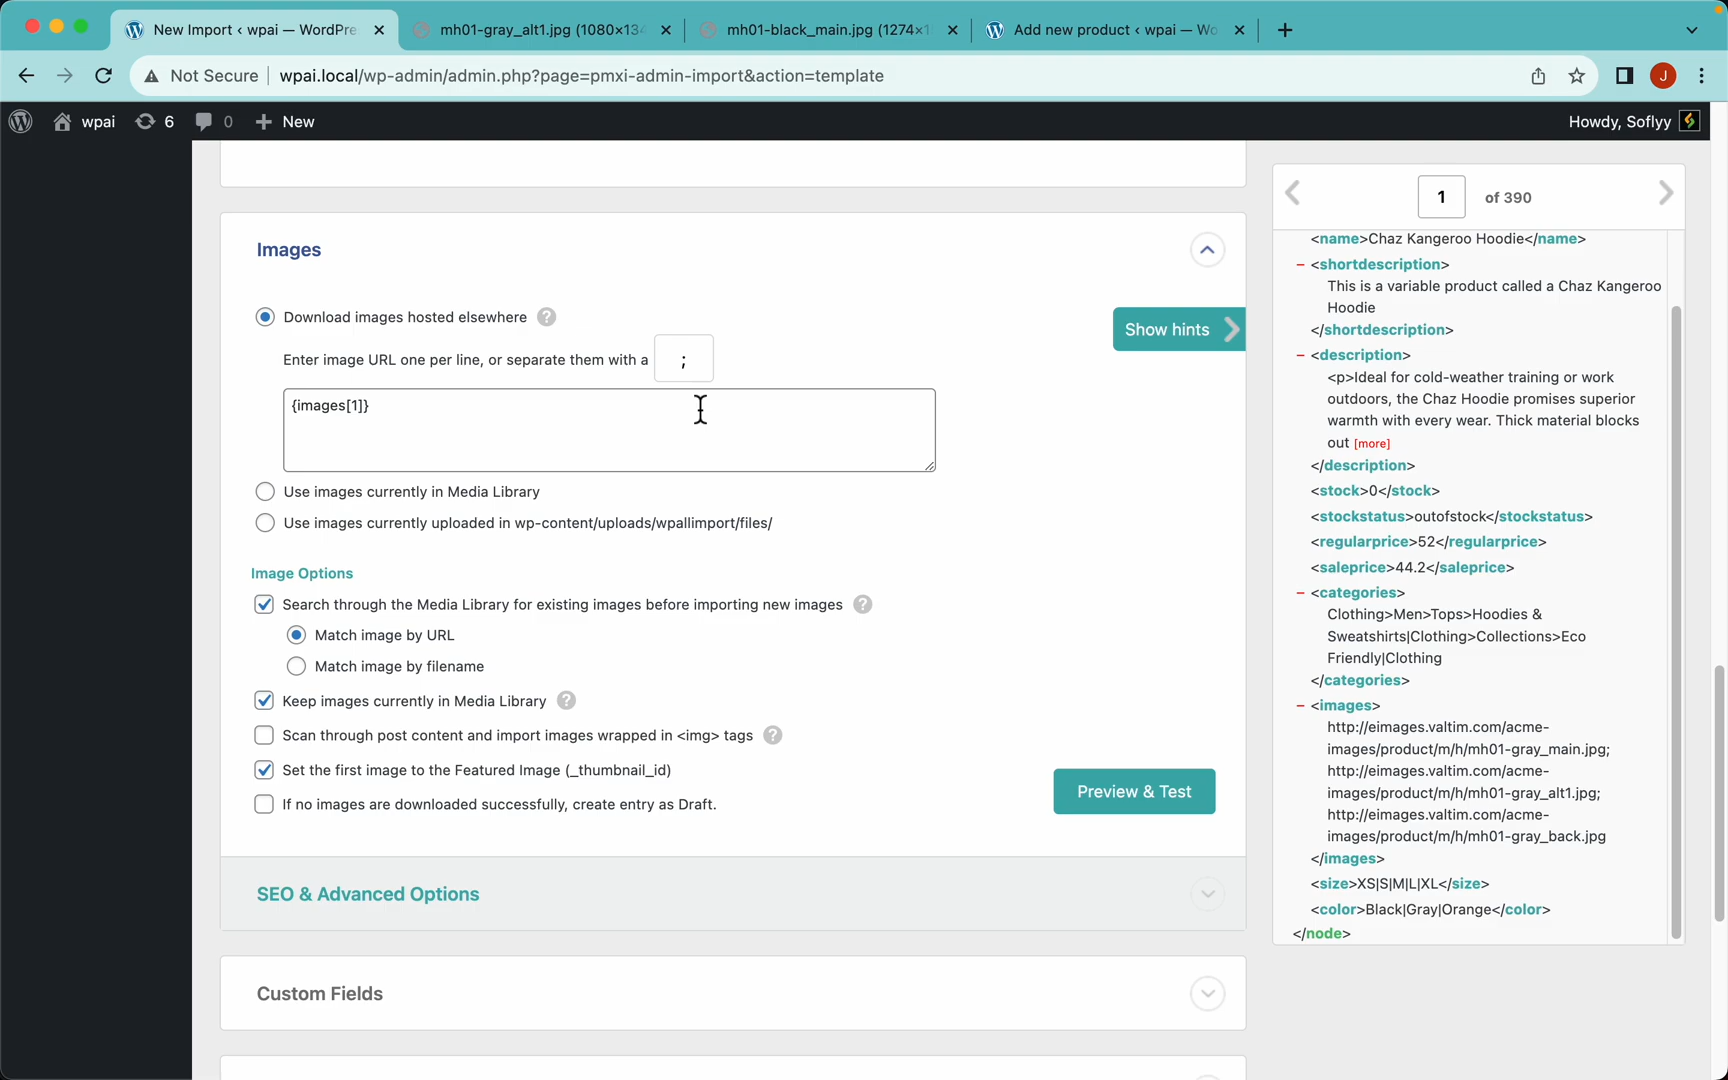 New Import ‹ wpai — WordPre
mh01-gray_alt1.jpg (1080×134
mh01-black_main.jpg (1274×1
Add new product ‹ wpai — Wo
Not Secure
wpai.local/wp-admin/admin.php?page=pmxi-admin-import&action=template
J
wpai
6
0
New
Howdy, Soflyy
Images
Download images hosted elsewhere ?
Enter image URL one per line, or separate them with a ;
{images[1]}
Show hints
Use images currently in Media Library
Use images currently uploaded in wp-content/uploads/wpallimport/files/
Image Options
Search through the Media Library for existing images before importing new images ?
Match image by URL
Match image by filename
Keep images currently in Media Library ?
Scan through post content and import images wrapped in <img> tags ?
Set the first image to the Featured Image (_thumbnail_id)
If no images are downloaded successfully, create entry as Draft.
Preview & Test
SEO & Advanced Options
Custom Fields
1 of 390
<name>Chaz Kangeroo Hoodie</name>
− <shortdescription>
This is a variable product called a Chaz Kangeroo
Hoodie
</shortdescription>
− <description>
<p>Ideal for cold-weather training or work
outdoors, the Chaz Hoodie promises superior
warmth with every wear. Thick material blocks
out [more]
</description>
<stock>0</stock>
<stockstatus>outofstock</stockstatus>
<regularprice>52</regularprice>
<saleprice>44.2</saleprice>
− <categories>
Clothing>Men>Tops>Hoodies &
Sweatshirts|Clothing>Collections>Eco
Friendly|Clothing
</categories>
− <images>
http://eimages.valtim.com/acme-
images/product/m/h/mh01-gray_main.jpg;
http://eimages.valtim.com/acme-
images/product/m/h/mh01-gray_alt1.jpg;
http://eimages.valtim.com/acme-
images/product/m/h/mh01-gray_back.jpg
</images>
<size>XS|S|M|L|XL</size>
<color>Black|Gray|Orange</color>
</node>